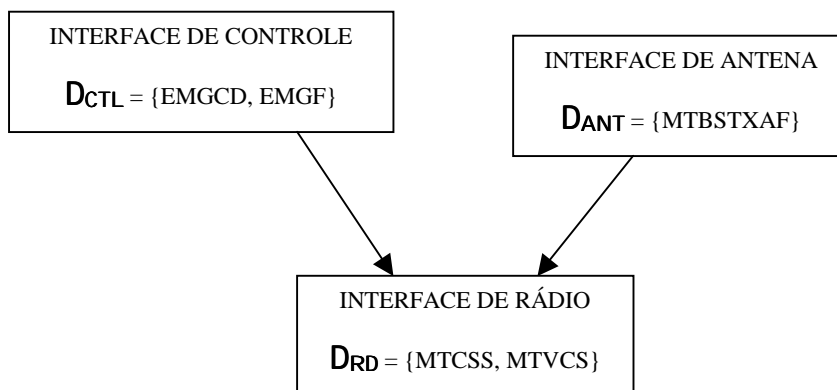 INTERFACE DE CONTROLE
DCTL = {EMGCD, EMGF}
INTERFACE DE ANTENA
DANT = {MTBSTXAF}
INTERFACE DE RÁDIO
DRD = {MTCSS, MTVCS}